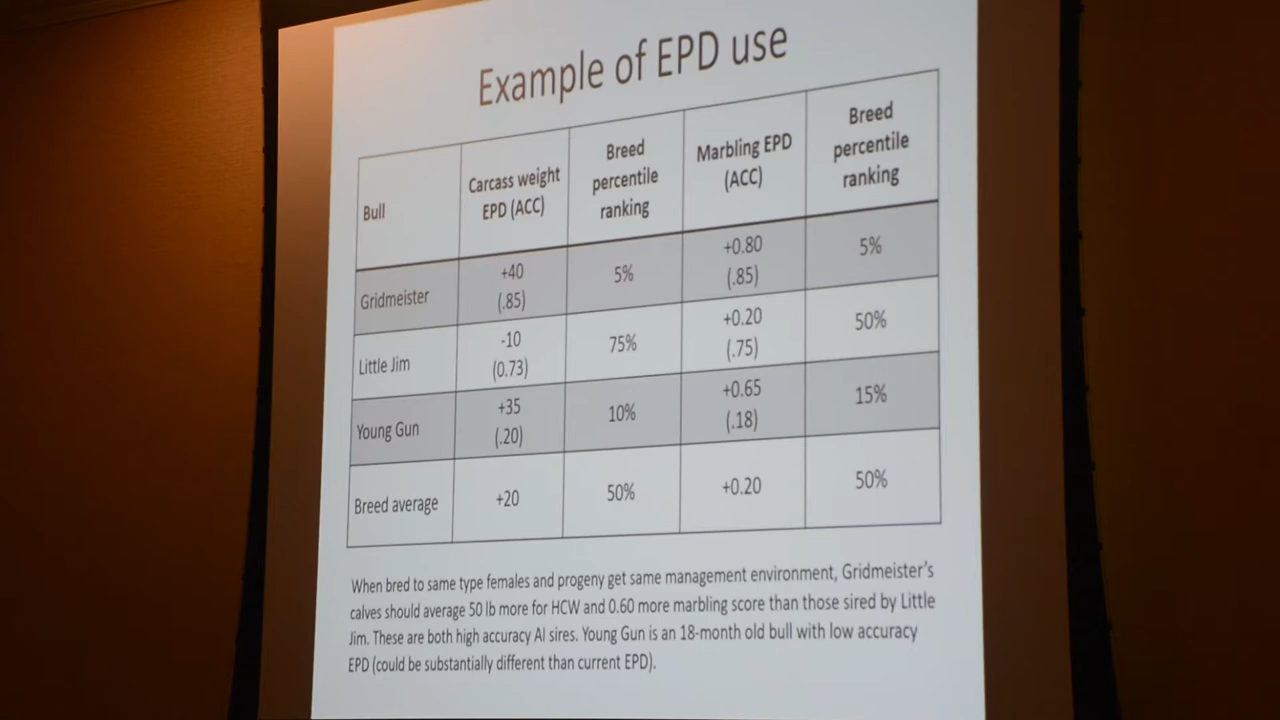 Example of EPD use
Bull
Carcass weight
EPD (ACC)
Breed
percentile
ranking
Marbling EPD
(ACC)
Breed
percentile
ranking
Gridmeister
+40
(.85)
5%
+0.80
(.85)
5%
Little Jim
-10
(0.73)
75%
+0.20
(.75)
50%
Young Gun
+35
(.20)
10%
+0.65
(.18)
15%
Breed average
+20
50%
+0.20
50%
When bred to same type females and progeny get same management environment, Gridmeister's
calves should average 50 lb more for HCW and 0.60 more marbling score than those sired by Little
Jim. These are both high accuracy AI sires. Young Gun is an 18-month old bull with low accuracy
EPD (could be substantially different than current EPD).